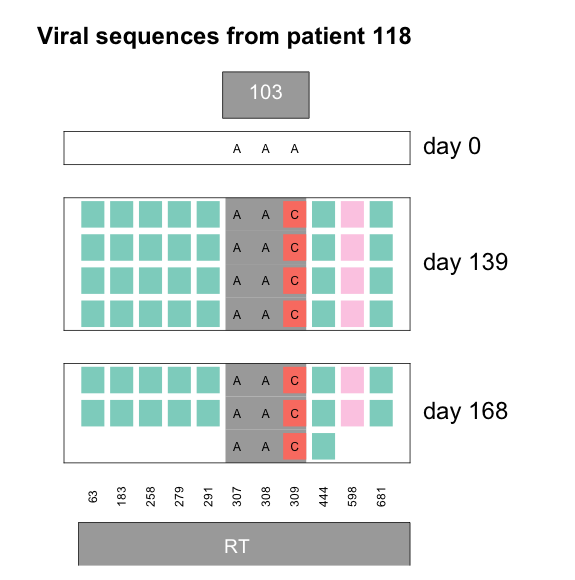 Viral sequences from patient 118
103
A A A day 0
A A C
A A C
day 139
A A C
A A C
A A C
A A C day 168
A A C
63 183 258 279 291 307 308 309 444 598 681
RT